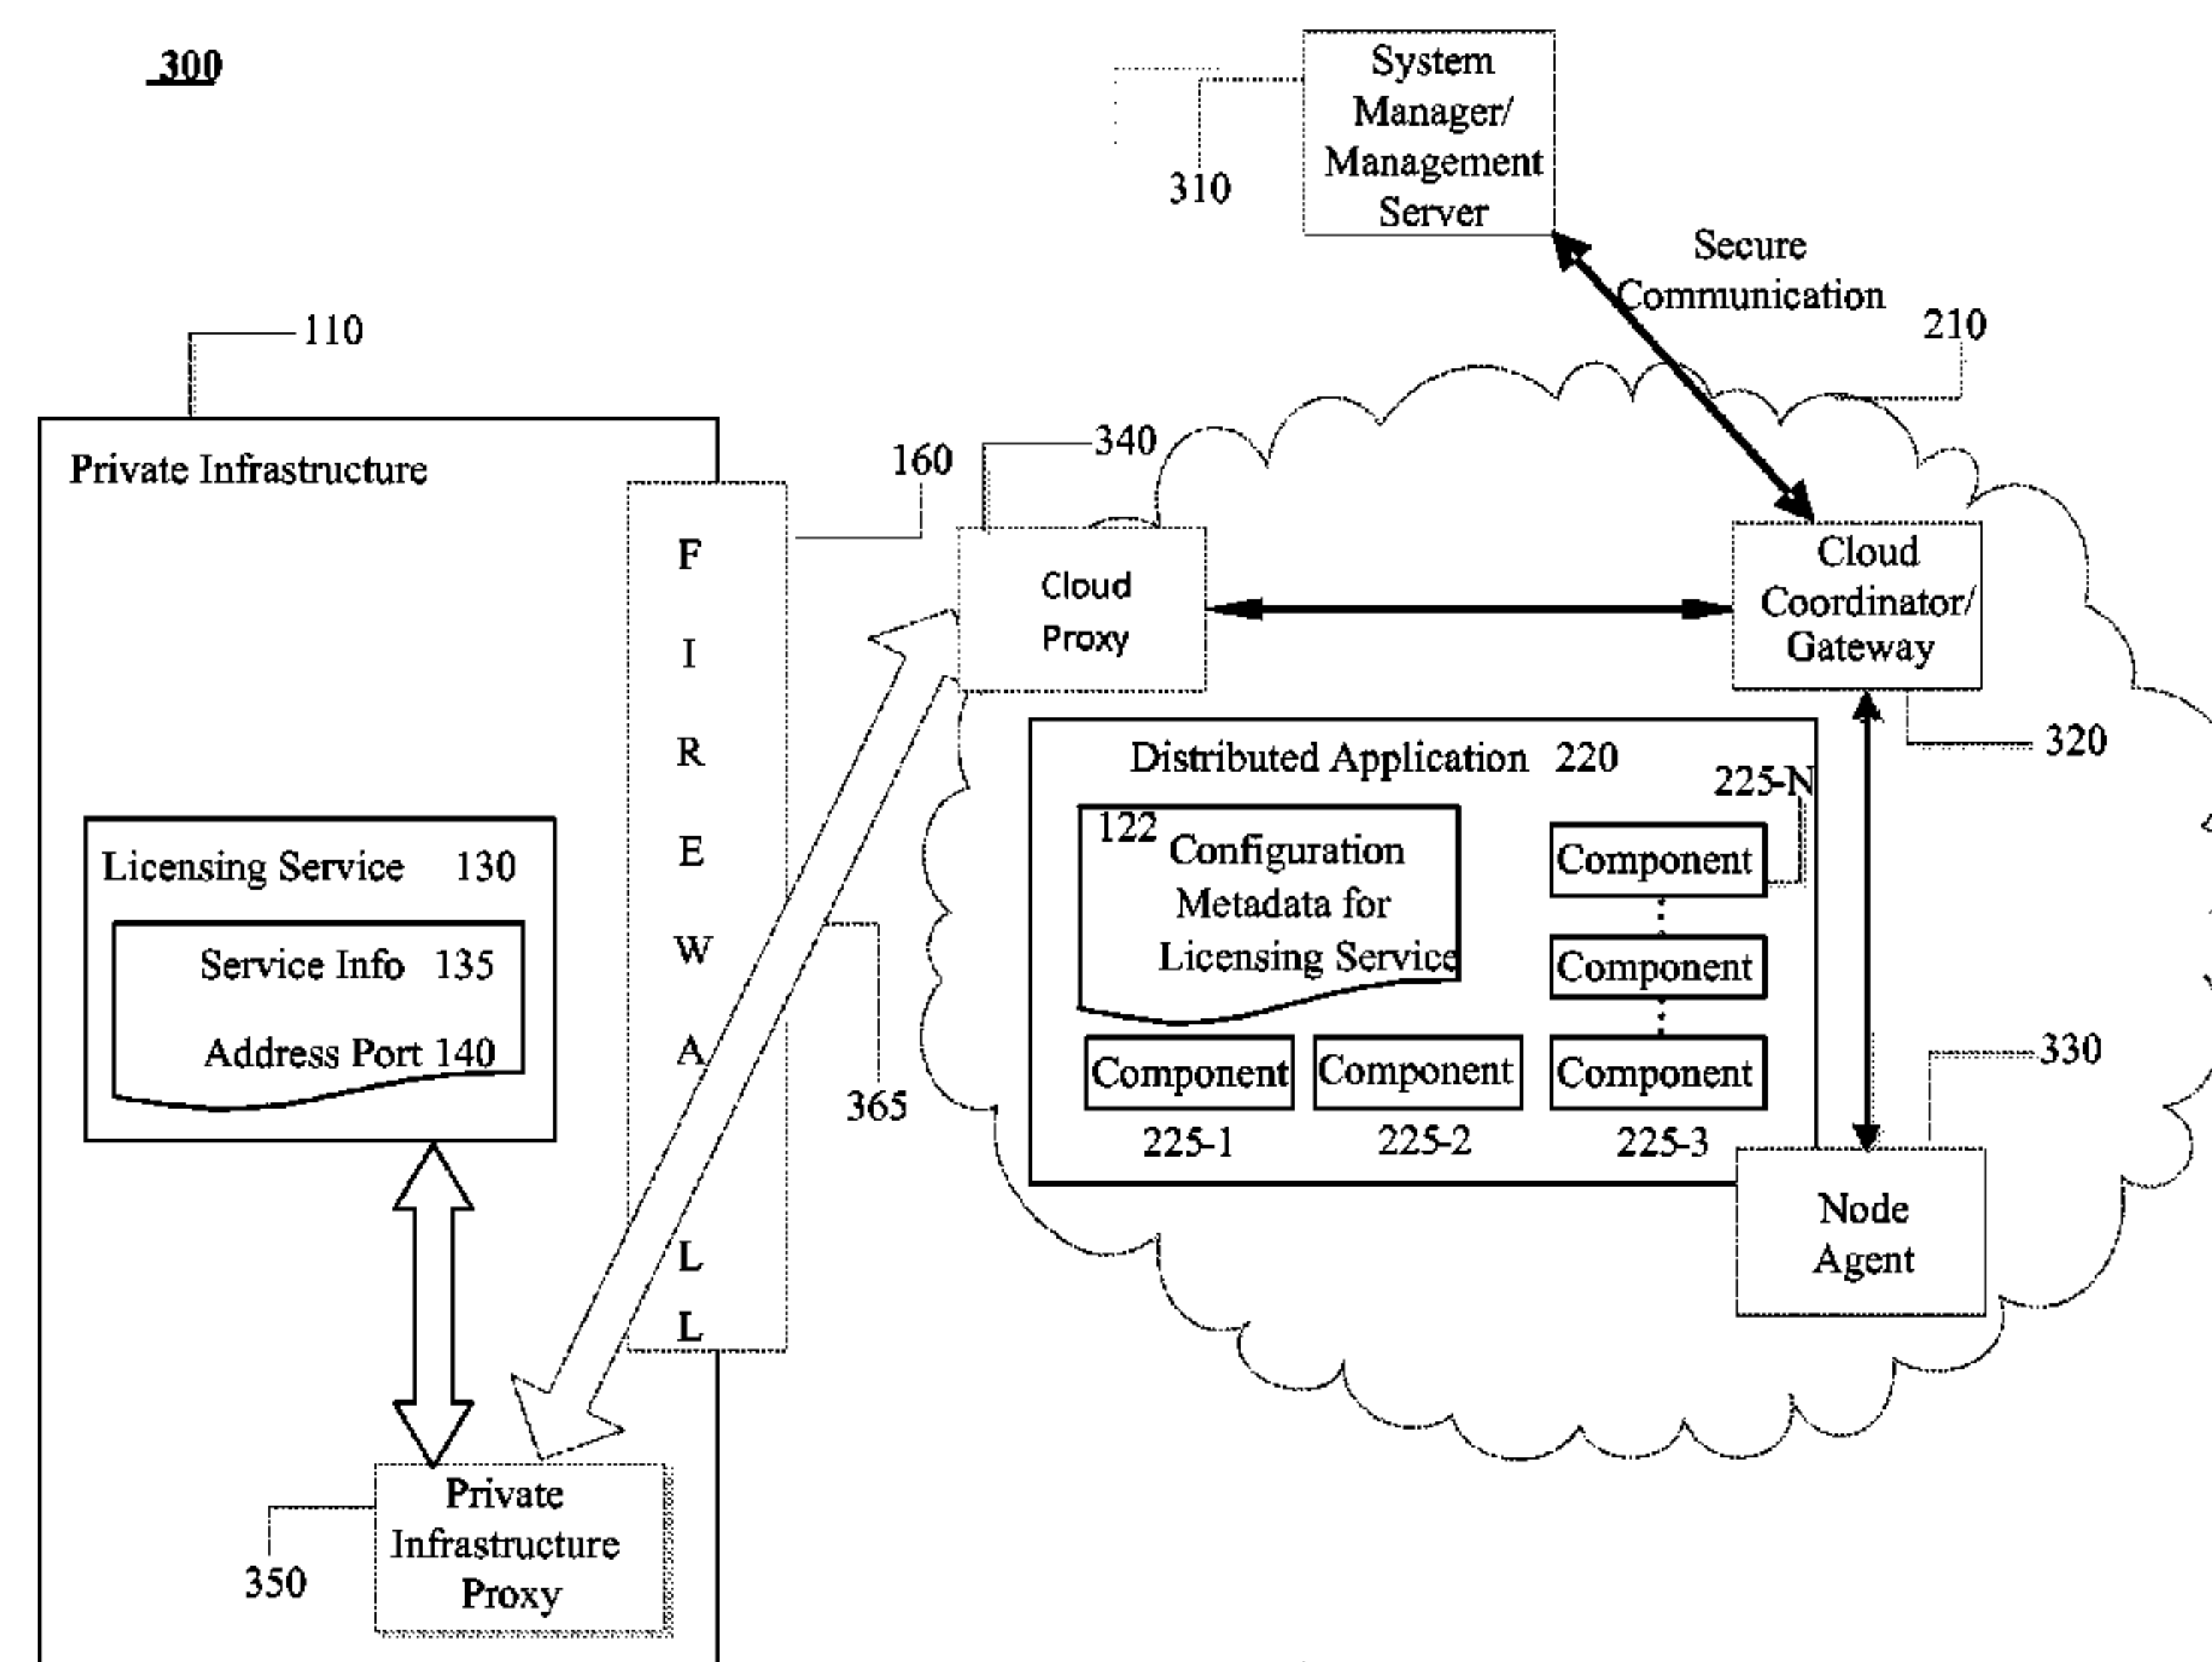 300
System
Manager/
Management
Server
310
Secure
Communication
210
110
Private Infrastructure
160
340
F
I
R
E
W
A
L
L
Cloud
Proxy
Cloud
Coordinator/
Gateway
320
Distributed Application 220
225-N
122
Configuration
Metadata for
Licensing Service
Component
Component
Component
Component
Component
225-1
225-2
225-3
330
Node
Agent
Licensing Service 130
Service Info 135
Address Port 140
365
Private
Infrastructure
Proxy
350